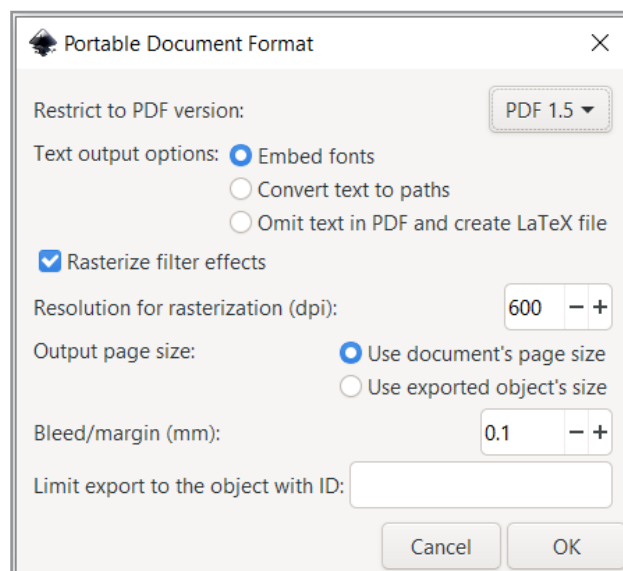 Portable Document Format
Restrict to PDF version: PDF 1.5
Text output options: Embed fonts
Convert text to paths
Omit text in PDF and create LaTeX file
Rasterize filter effects
Resolution for rasterization (dpi): 600
Output page size: Use document's page size
Use exported object's size
Bleed/margin (mm): 0.1
Limit export to the object with ID:
Cancel OK